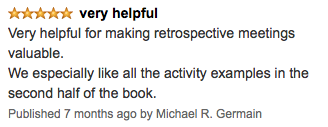 very helpful
Very helpful for making retrospective meetings
valuable.
We especially like all the activity examples in the
second half of the book.
Published 7 months ago by Michael R. Germain